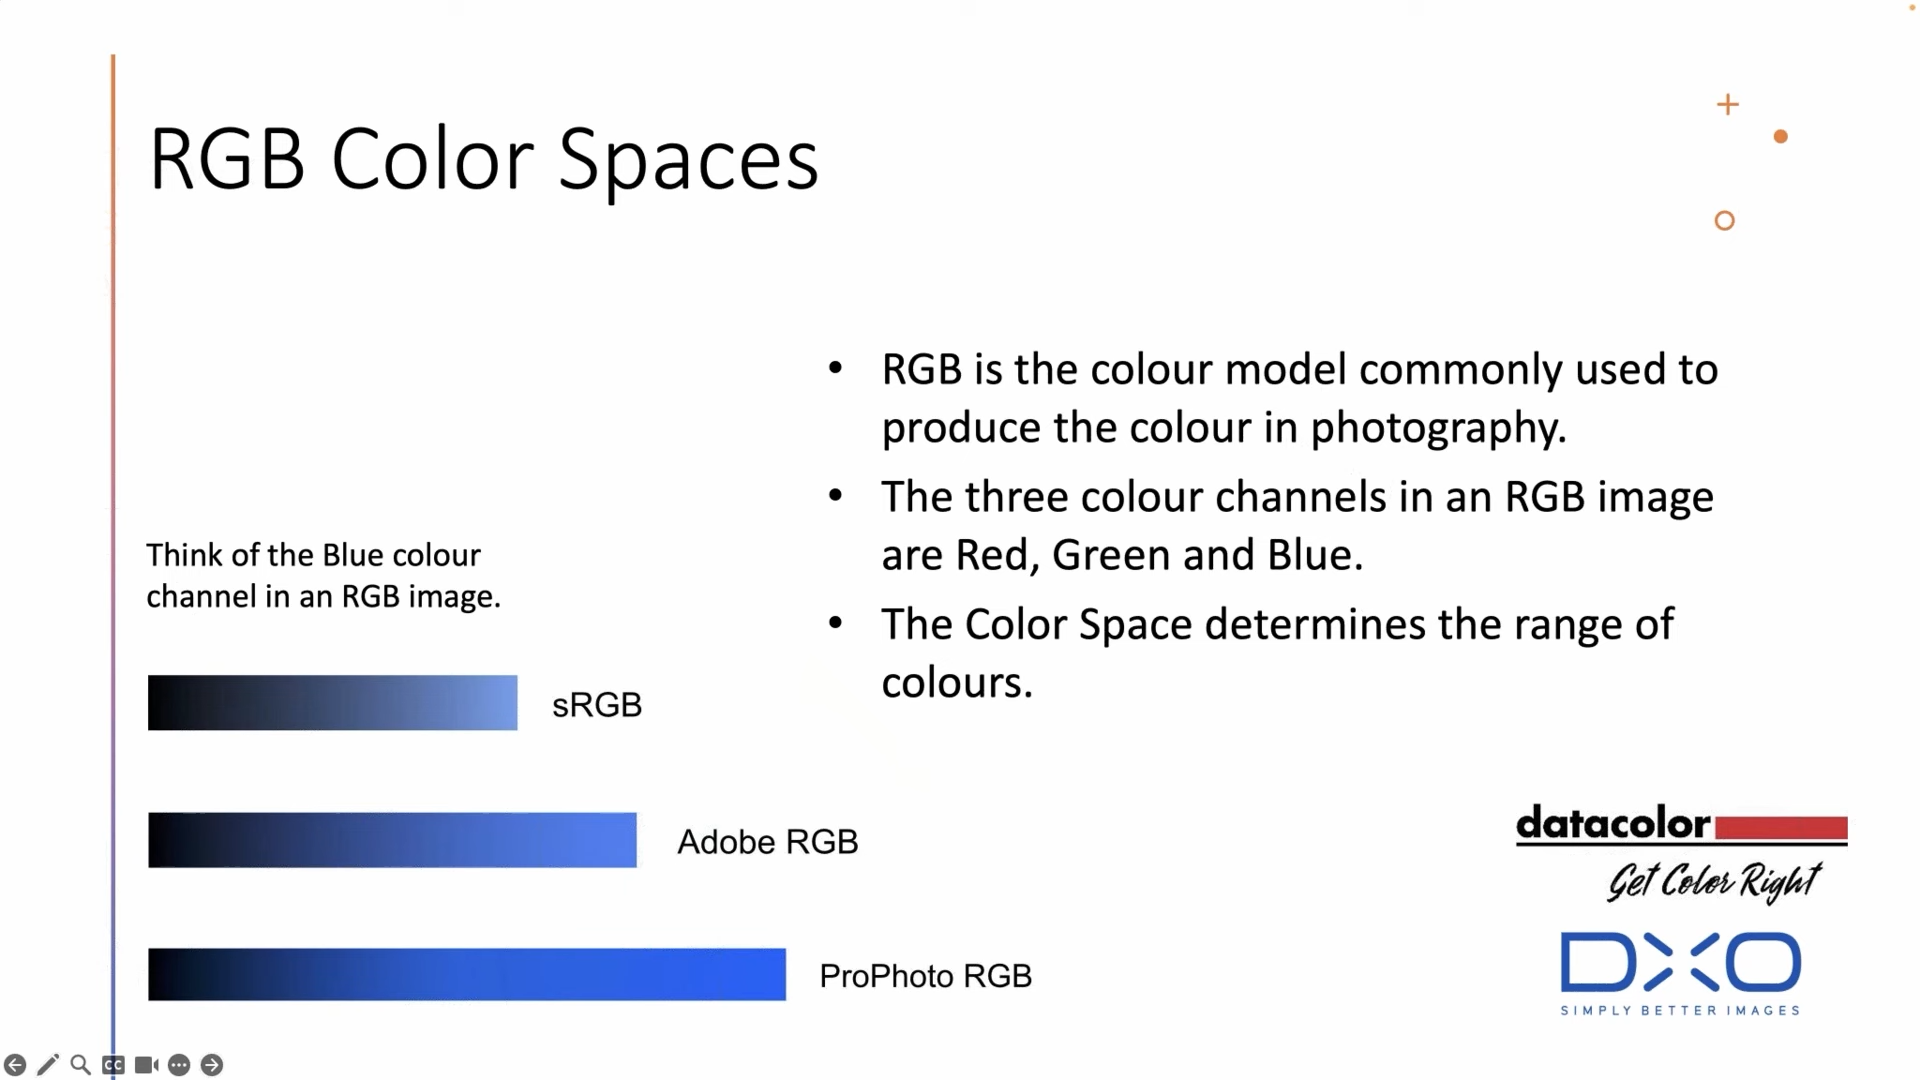 RGB Color Spaces
• RGB is the colour model commonly used to
produce the colour in photography.
• The three colour channels in an RGB image
are Red, Green and Blue.
• The Color Space determines the range of
colours.
Think of the Blue colour
channel in an RGB image.
sRGB
Adobe RGB
ProPhoto RGB
datacolor
Get Color Right
DXO
SIMPLY BETTER IMAGES
CC